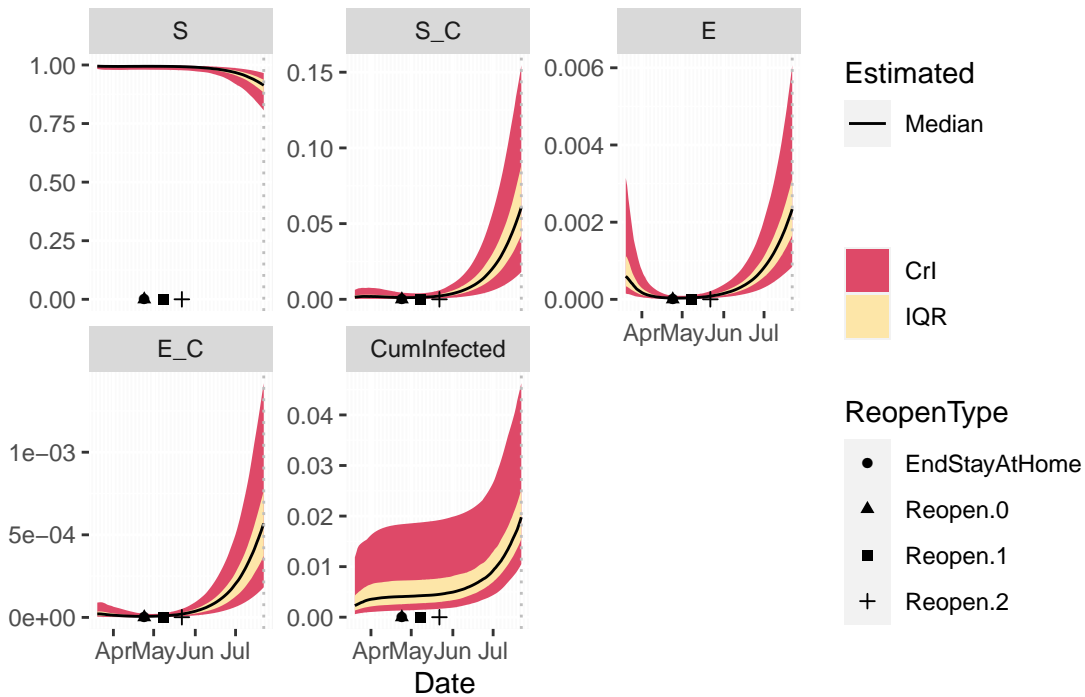 S
S_C
E
1.00
0.75
0.50
0.25
0.00
0.15
0.10
0.05
0.00
0.006
0.004
0.002
0.000
Apr May Jun Jul
E_C
CumInfected
1e−03
5e−04
0e+00
0.04
0.03
0.02
0.01
0.00
Apr May Jun Jul
Apr May Jun Jul
Date
Estimated
Median
CrI
IQR
ReopenType
EndStayAtHome
Reopen.0
Reopen.1
Reopen.2